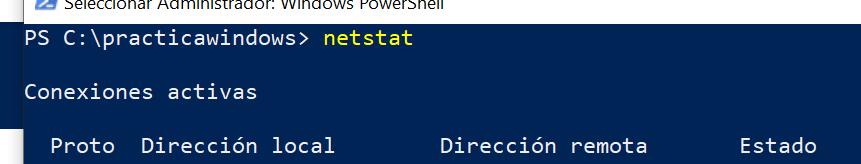 Seleccionar Administrador: Windows PowerShell
PS C:\practicawindows> netstat
Conexiones activas
Proto  Dirección local          Dirección remota          Estado